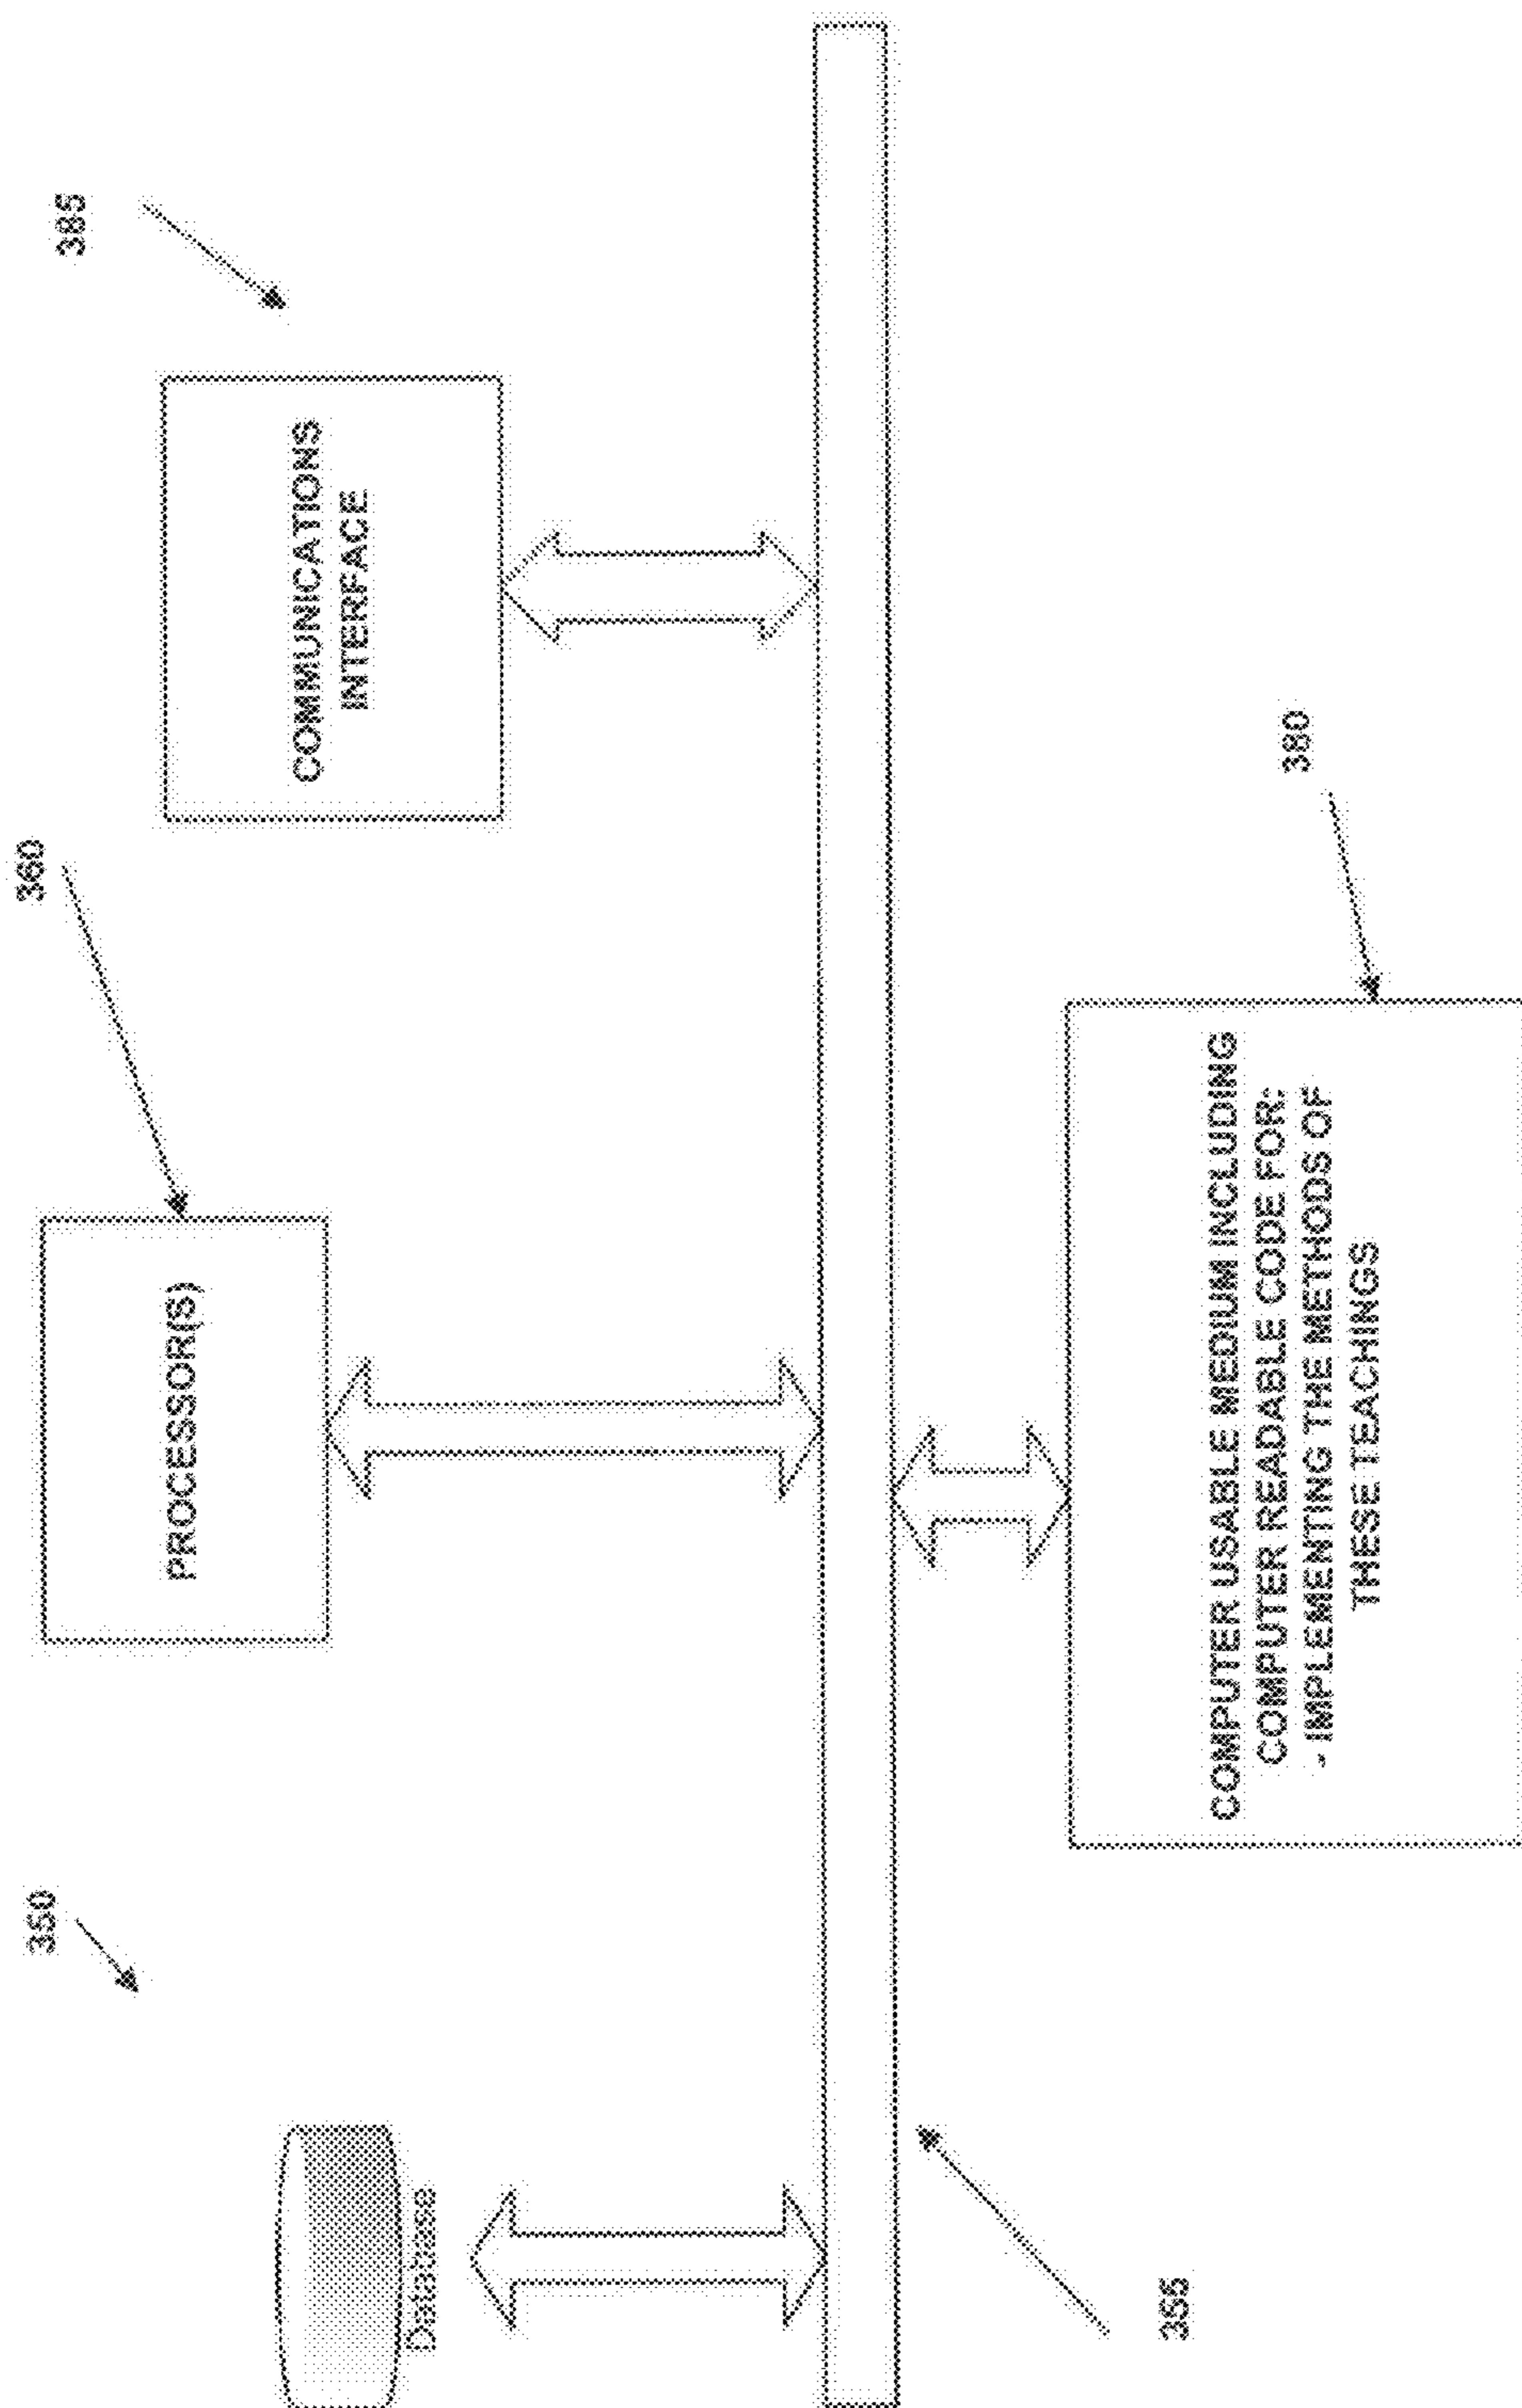 350
360
385
PROCESSOR(S)
COMMUNICATIONS
INTERFACE
Database
355
380
COMPUTER USABLE MEDIUM INCLUDING
COMPUTER READABLE CODE FOR:
- IMPLEMENTING THE METHODS OF
THESE TEACHINGS